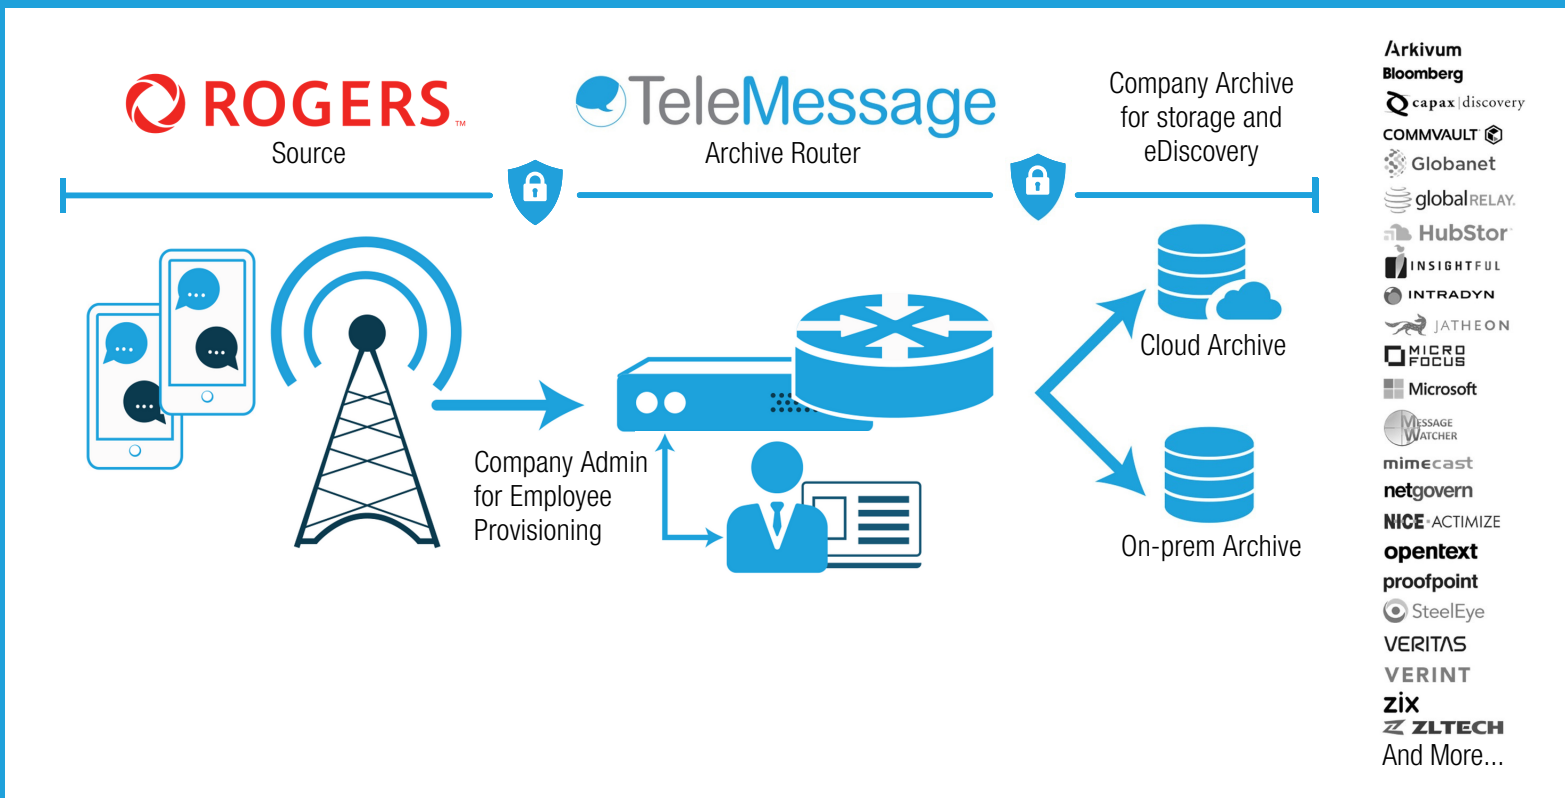 ROGERS™
Source
TeleMessage
Archive Router
Company Archive
for storage and
eDiscovery
Company Admin
for Employee
Provisioning
Cloud Archive
On-prem Archive
Arkivum
Bloomberg
capax|discovery
COMMVAULT
Globanet
globalRELAY.
HubStor
INSIGHTFUL
INTRADYN
JATHEON
MICRO
FOCUS
Microsoft
MESSAGE
WATCHER
mimecast
netgovern
NICE·ACTIMIZE
opentext
proofpoint
SteelEye
VERITAS
VERINT
zix
ZLTECH
And More...